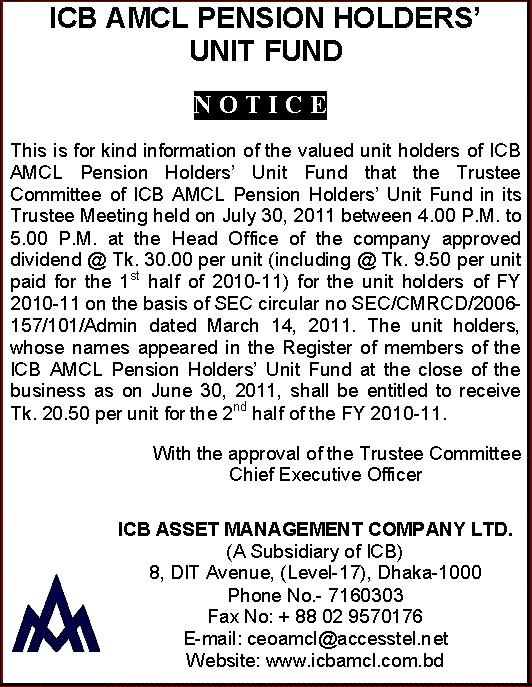 ICB AMCL PENSION HOLDERS’
UNIT FUND
NOTICE
This is for kind information of the valued unit holders of ICB
AMCL Pension Holders’ Unit Fund that the Trustee
Committee of ICB AMCL Pension Holders’ Unit Fund in its
Trustee Meeting held on July 30, 2011 between 4.00 P.M. to
5.00 P.M. at the Head Office of the company approved
dividend @ Tk. 30.00 per unit (including @ Tk. 9.50 per unit
paid for the 1st half of 2010-11) for the unit holders of FY
2010-11 on the basis of SEC circular no SEC/CMRCD/2006-
157/101/Admin dated March 14, 2011. The unit holders,
whose names appeared in the Register of members of the
ICB AMCL Pension Holders’ Unit Fund at the close of the
business as on June 30, 2011, shall be entitled to receive
Tk. 20.50 per unit for the 2nd half of the FY 2010-11.
With the approval of the Trustee Committee
Chief Executive Officer
ICB ASSET MANAGEMENT COMPANY LTD.
(A Subsidiary of ICB)
8, DIT Avenue, (Level-17), Dhaka-1000
Phone No.- 7160303
Fax No: + 88 02 9570176
E-mail: ceoamcl@accesstel.net
Website: www.icbamcl.com.bd